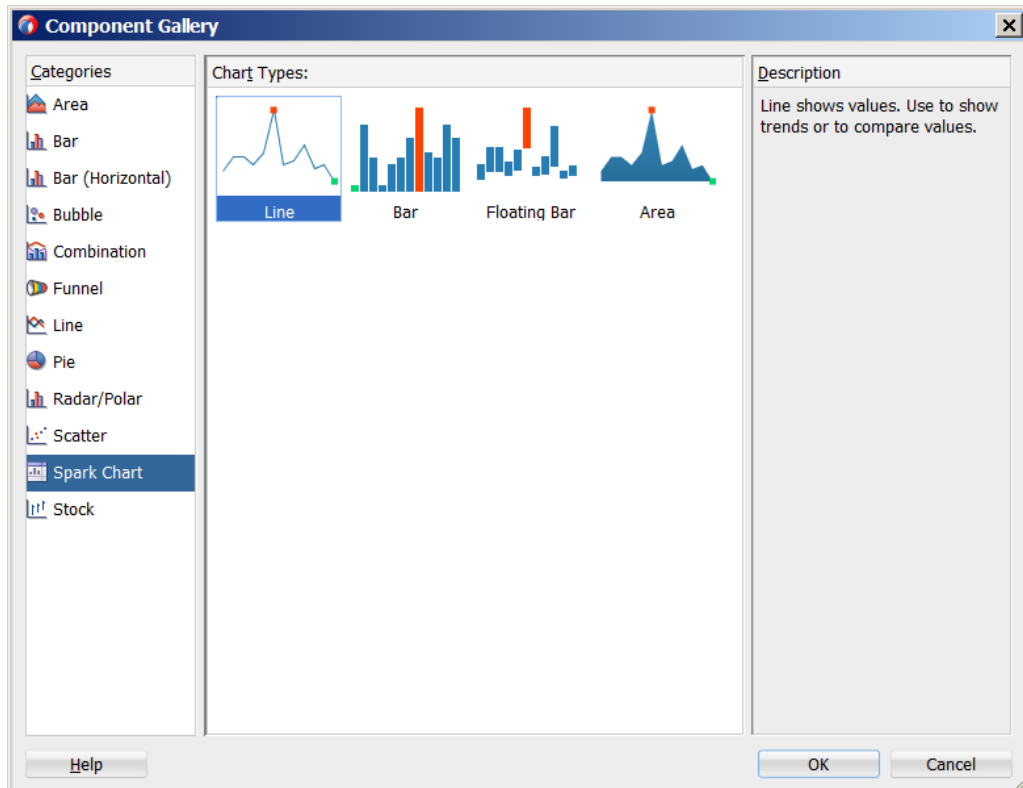 Component Gallery
Categories
Area
Bar
Bar (Horizontal)
Bubble
Combination
Funnel
Line
Pie
Radar/Polar
Scatter
Spark Chart
Stock
Chart Types:
Line
Bar
Floating Bar
Area
Description
Line shows values. Use to show
trends or to compare values.
Help
OK
Cancel